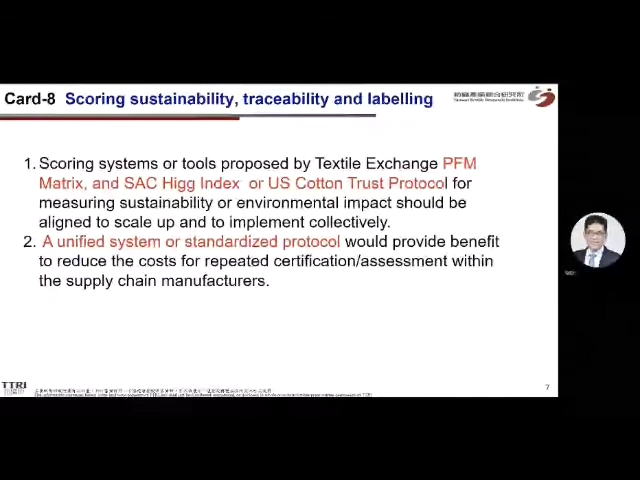 Card-8 Scoring sustainability, traceability and labelling
1. Scoring systems or tools proposed by Textile Exchange PFM
Matrix, and SAC Higg Index or US Cotton Trust Protocol for
measuring sustainability or environmental impact should be
aligned to scale up and to implement collectively.
2. A unified system or standardized protocol would provide benefit
to reduce the costs for repeated certification/assessment within
the supply chain manufacturers.
TTRI
7